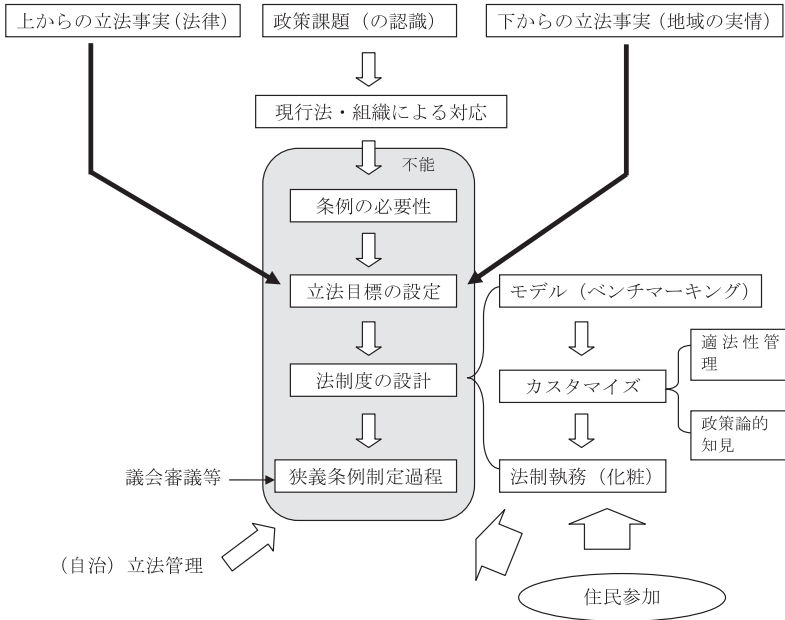 上からの立法事実（法律）
政策課題（の認識）
下からの立法事実（地域の実情）
現行法・組織による対応
不能
条例の必要性
立法目標の設定
モデル（ベンチマーキング）
適法性管
理
法制度の設計
カスタマイズ
政策論的
知見
議会審議等
狭義条例制定過程
法制執務（化粧）
（自治）立法管理
住民参加